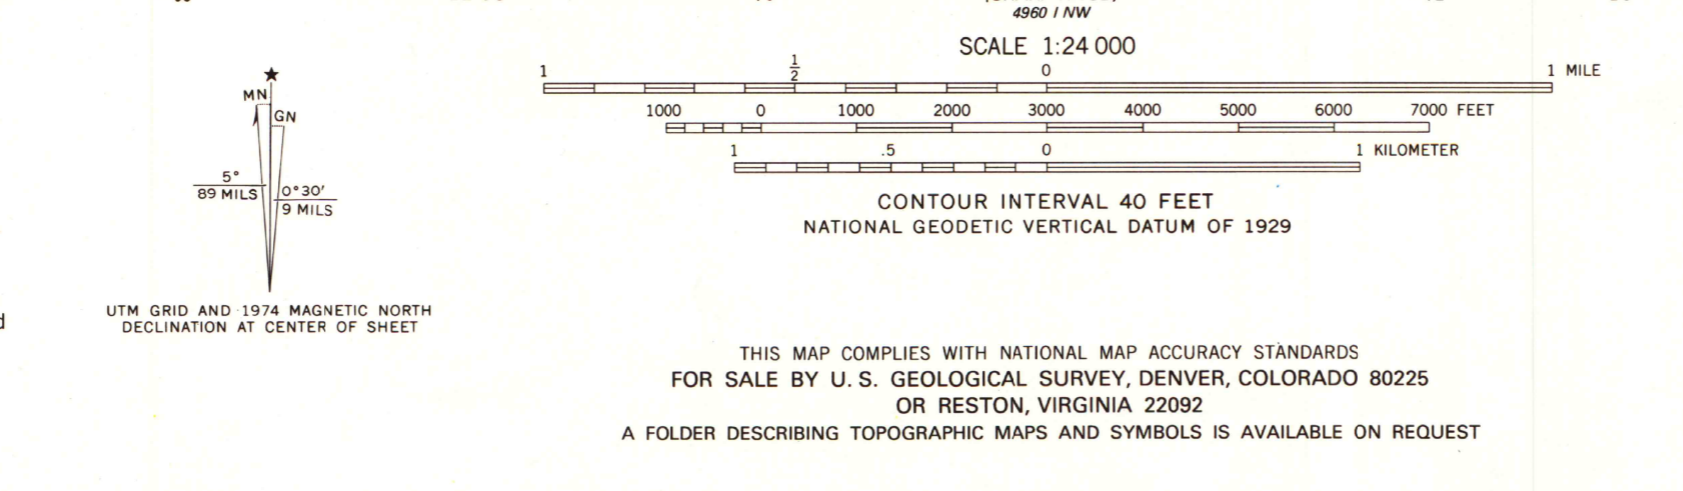 4960 I NW
SCALE 1:24 000
1 1/2 0 1 MILE
1000 0 1000 2000 3000 4000 5000 6000 7000 FEET
1 .5 0 1 KILOMETER
CONTOUR INTERVAL 40 FEET
NATIONAL GEODETIC VERTICAL DATUM OF 1929
★
MN
GN
5°
89 MILS
0°30′
9 MILS
UTM GRID AND 1974 MAGNETIC NORTH
DECLINATION AT CENTER OF SHEET
THIS MAP COMPLIES WITH NATIONAL MAP ACCURACY STANDARDS
FOR SALE BY U. S. GEOLOGICAL SURVEY, DENVER, COLORADO 80225
OR RESTON, VIRGINIA 22092
A FOLDER DESCRIBING TOPOGRAPHIC MAPS AND SYMBOLS IS AVAILABLE ON REQUEST